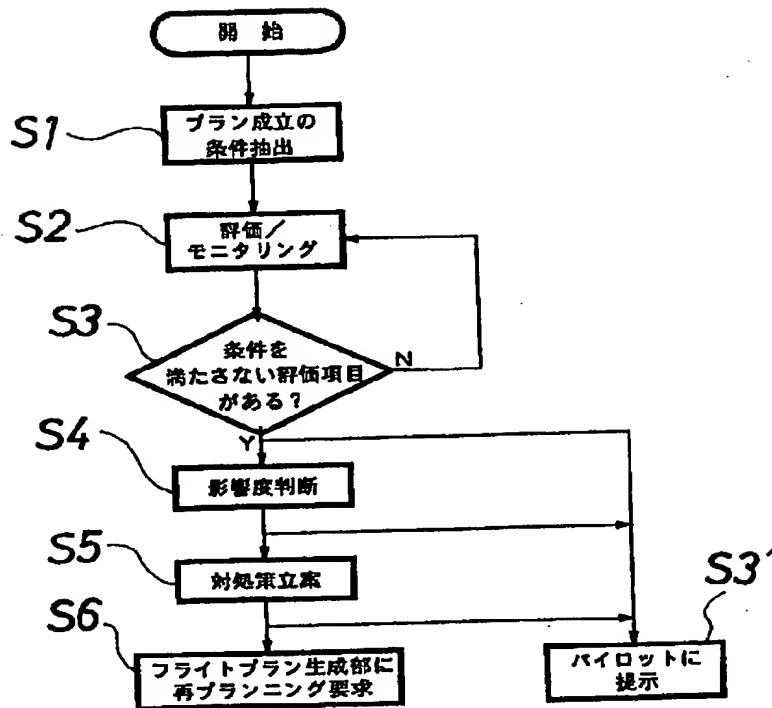 開 始
S1
プラン成立の
条件抽出
S2
評価／
モニタリング
S3
条件を
満たさない評価項目
がある？
N
Y
S4
影響度判断
S5
対処策立案
S6
フライトプラン生成部に
再プランニング要求
S3'
パイロットに
提示